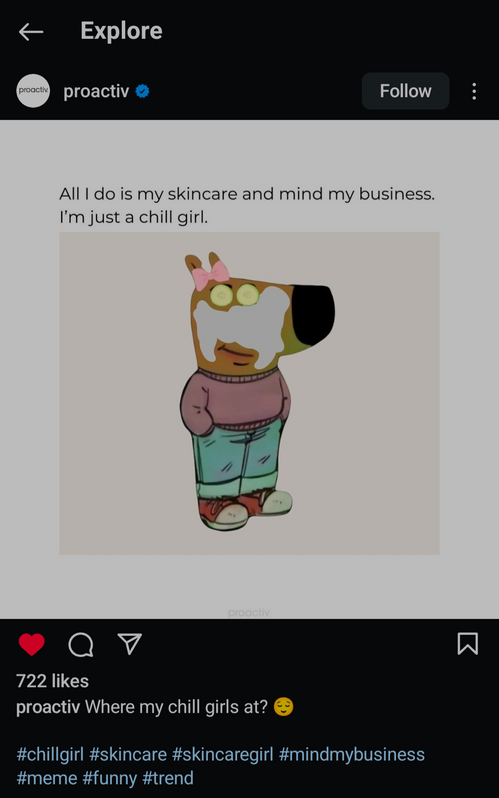 Explore
proactiv
proactiv
Follow
All I do is my skincare and mind my business.
I'm just a chill girl.
proactiv
722 likes
proactiv Where my chill girls at? 😌
#chillgirl #skincare #skincaregirl #mindmybusiness
#meme #funny #trend